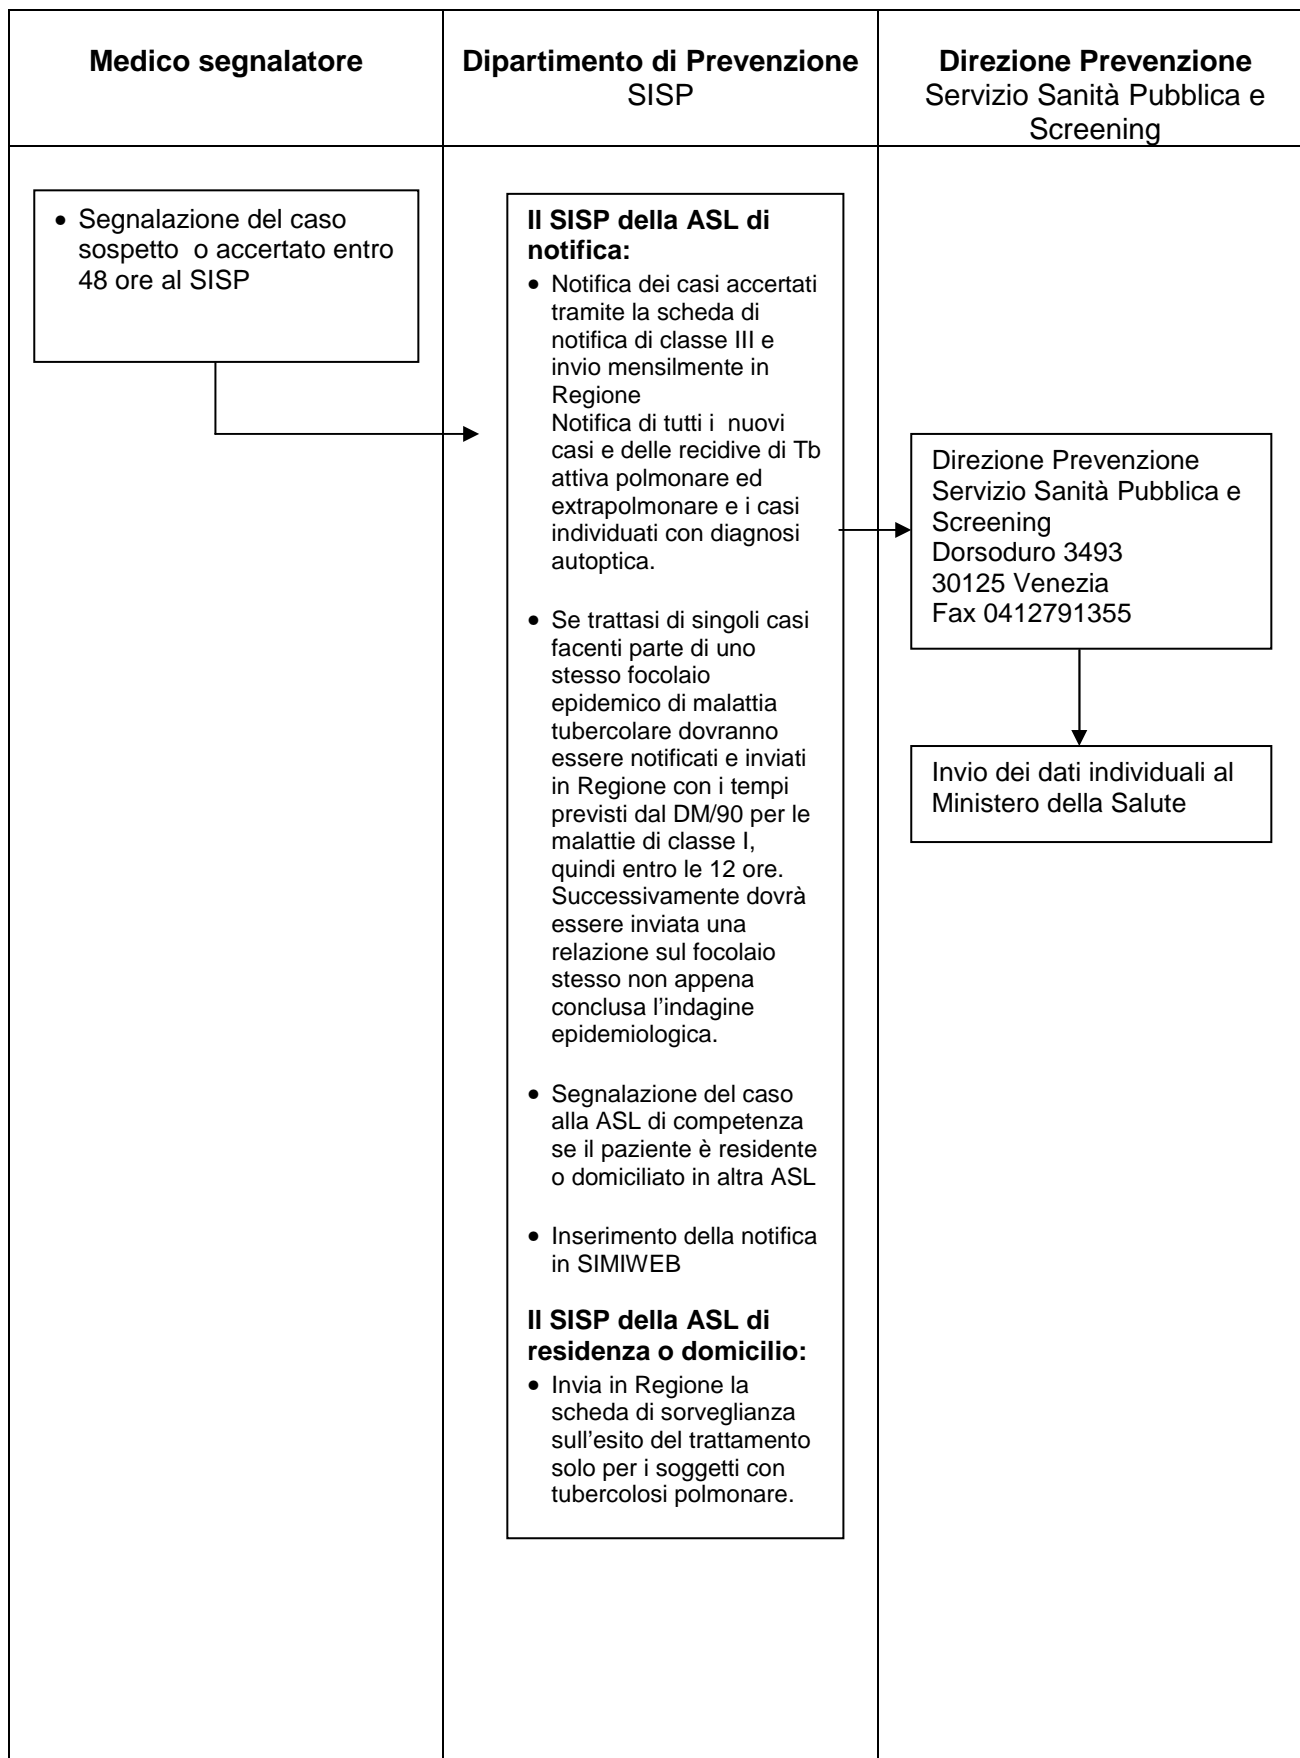 Medico segnalatore
Dipartimento di Prevenzione
SISP
Direzione Prevenzione
Servizio Sanità Pubblica e
Screening
• Segnalazione del caso
sospetto o accertato entro
48 ore al SISP
Il SISP della ASL di
notifica:
• Notifica dei casi accertati
tramite la scheda di
notifica di classe III e
invio mensilmente in
Regione
Notifica di tutti i nuovi
casi e delle recidive di Tb
attiva polmonare ed
extrapolmonare e i casi
individuati con diagnosi
autoptica.
• Se trattasi di singoli casi
facenti parte di uno
stesso focolaio
epidemico di malattia
tubercolare dovranno
essere notificati e inviati
in Regione con i tempi
previsti dal DM/90 per le
malattie di classe I,
quindi entro le 12 ore.
Successivamente dovrà
essere inviata una
relazione sul focolaio
stesso non appena
conclusa l'indagine
epidemiologica.
• Segnalazione del caso
alla ASL di competenza
se il paziente è residente
o domiciliato in altra ASL
• Inserimento della notifica
in SIMIWEB
Il SISP della ASL di
residenza o domicilio:
• Invia in Regione la
scheda di sorveglianza
sull'esito del trattamento
solo per i soggetti con
tubercolosi polmonare.
Direzione Prevenzione
Servizio Sanità Pubblica e
Screening
Dorsoduro 3493
30125 Venezia
Fax 0412791355
Invio dei dati individuali al
Ministero della Salute